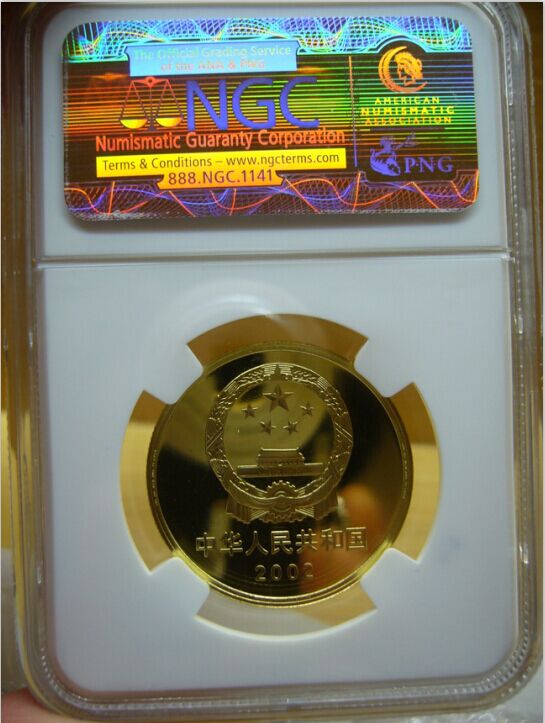 The Official Grading Service
of the ANA & PNG
NGC
Numismatic Guaranty Corporation
Terms & Conditions – www.ngcterms.com
888.NGC.1141
AMERICAN
NUMISMATIC
ASSOCIATION
PNG
中华人民共和国
2002